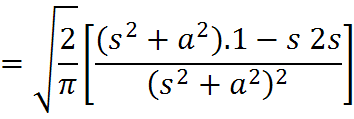 = √(2/π) [((s² + a²).1 − s 2s)/((s² + a²)²)]